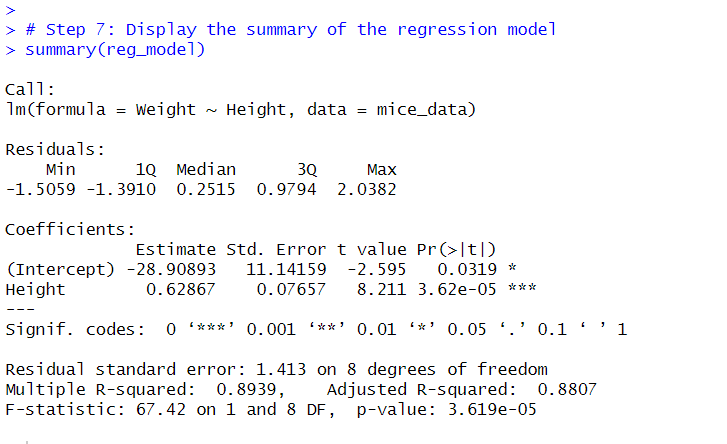 >
> # Step 7: Display the summary of the regression model
> summary(reg_model)
Call:
lm(formula = Weight ~ Height, data = mice_data)
Residuals:
    Min      1Q  Median      3Q     Max
-1.5059 -1.3910  0.2515  0.9794  2.0382
Coefficients:
             Estimate Std. Error t value Pr(>|t|)
(Intercept) -28.90893   11.14159  -2.595   0.0319 *
Height        0.62867    0.07657   8.211 3.62e-05 ***
---
Signif. codes:  0 ‘***’ 0.001 ‘**’ 0.01 ‘*’ 0.05 ‘.’ 0.1 ‘ ’ 1
Residual standard error: 1.413 on 8 degrees of freedom
Multiple R-squared:  0.8939,    Adjusted R-squared:  0.8807
F-statistic: 67.42 on 1 and 8 DF,  p-value: 3.619e-05